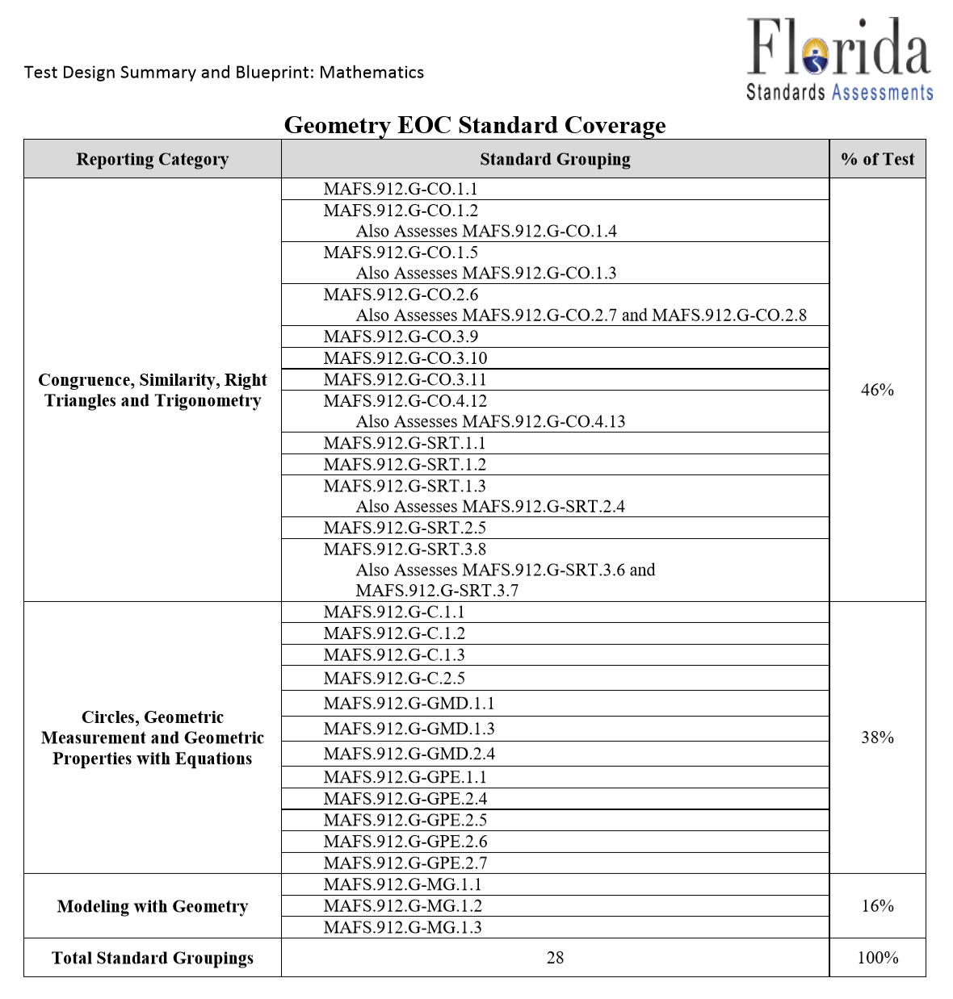 Florida
Standards Assessments
Test Design Summary and Blueprint: Mathematics
Geometry EOC Standard Coverage
Reporting Category
Standard Grouping
% of Test
Congruence, Similarity, Right
Triangles and Trigonometry
MAFS.912.G-CO.1.1
MAFS.912.G-CO.1.2
Also Assesses MAFS.912.G-CO.1.4
MAFS.912.G-CO.1.5
Also Assesses MAFS.912.G-CO.1.3
MAFS.912.G-CO.2.6
Also Assesses MAFS.912.G-CO.2.7 and MAFS.912.G-CO.2.8
MAFS.912.G-CO.3.9
MAFS.912.G-CO.3.10
MAFS.912.G-CO.3.11
MAFS.912.G-CO.4.12
Also Assesses MAFS.912.G-CO.4.13
MAFS.912.G-SRT.1.1
MAFS.912.G-SRT.1.2
MAFS.912.G-SRT.1.3
Also Assesses MAFS.912.G-SRT.2.4
MAFS.912.G-SRT.2.5
MAFS.912.G-SRT.3.8
Also Assesses MAFS.912.G-SRT.3.6 and
MAFS.912.G-SRT.3.7
46%
Circles, Geometric
Measurement and Geometric
Properties with Equations
MAFS.912.G-C.1.1
MAFS.912.G-C.1.2
MAFS.912.G-C.1.3
MAFS.912.G-C.2.5
MAFS.912.G-GMD.1.1
MAFS.912.G-GMD.1.3
MAFS.912.G-GMD.2.4
MAFS.912.G-GPE.1.1
MAFS.912.G-GPE.2.4
MAFS.912.G-GPE.2.5
MAFS.912.G-GPE.2.6
MAFS.912.G-GPE.2.7
38%
Modeling with Geometry
MAFS.912.G-MG.1.1
MAFS.912.G-MG.1.2
MAFS.912.G-MG.1.3
16%
Total Standard Groupings
28
100%